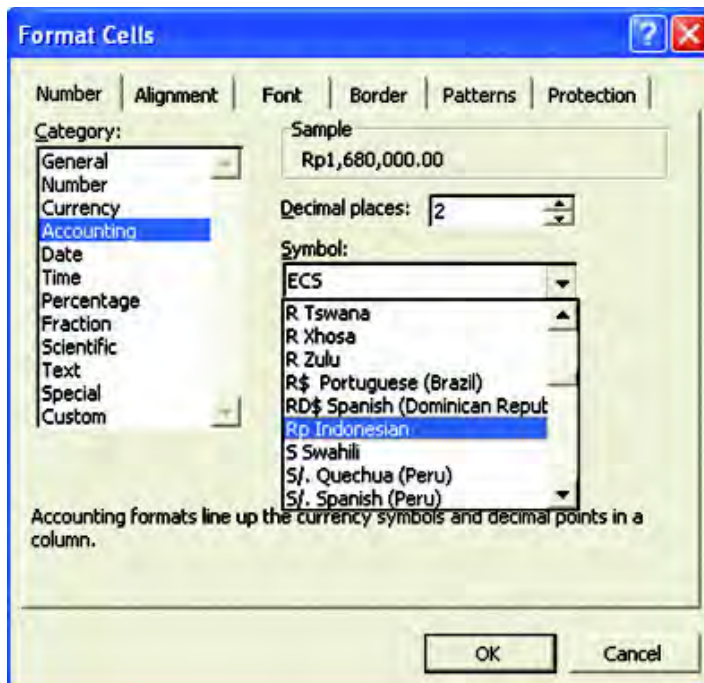 Format Cells
Number
Alignment
Font
Border
Patterns
Protection
Category:
General
Number
Currency
Accounting
Date
Time
Percentage
Fraction
Scientific
Text
Special
Custom
Sample
Rp1,680,000.00
Decimal places: 2
Symbol:
ECS
R Tswana
R Xhosa
R Zulu
R$ Portuguese (Brazil)
RD$ Spanish (Dominican Reput
Rp Indonesian
S Swahili
S/. Quechua (Peru)
S/. Spanish (Peru)
Accounting formats line up the currency symbols and decimal points in a
column.
OK
Cancel